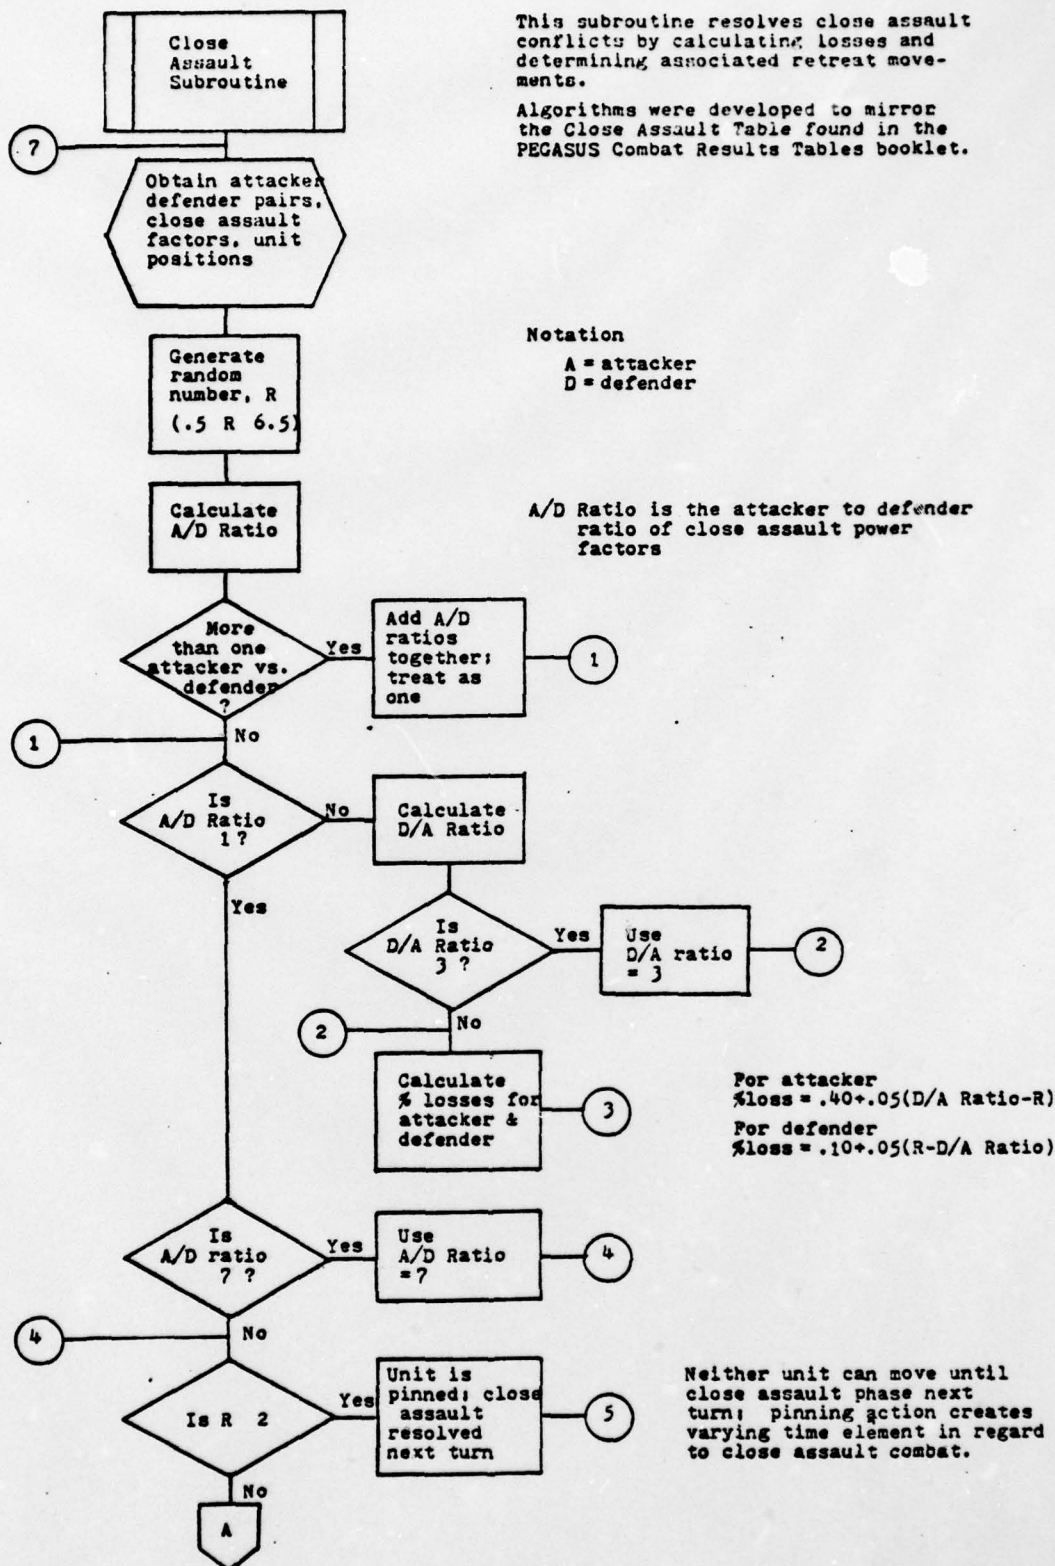 Close
Assault
Subroutine
This subroutine resolves close assault
conflicts by calculating losses and
determining associated retreat move-
ments.
Algorithms were developed to mirror
the Close Assault Table found in the
PEGASUS Combat Results Tables booklet.
7
Obtain attacker
defender pairs,
close assault
factors, unit
positions
Generate
random
number, R
(.5 R 6.5)
Notation
A = attacker
D = defender
Calculate
A/D Ratio
A/D Ratio is the attacker to defender
ratio of close assault power
factors
More
than one
attacker vs.
defender
?
Yes
Add A/D
ratios
together;
treat as
one
1
No
1
Is
A/D Ratio
1?
No
Calculate
D/A Ratio
Yes
Is
D/A Ratio
3 ?
Yes
Use
D/A ratio
= 3
2
No
2
Calculate
% losses for
attacker &
defender
3
For attacker
%loss = .40+.05(D/A Ratio-R)
For defender
%loss = .10+.05(R-D/A Ratio)
Is
A/D ratio
7 ?
Yes
Use
A/D Ratio
=7
4
No
4
Is R 2
Yes
Unit is
pinned; close
assault
resolved
next turn
5
Neither unit can move until
close assault phase next
turn; pinning action creates
varying time element in regard
to close assault combat.
No
A